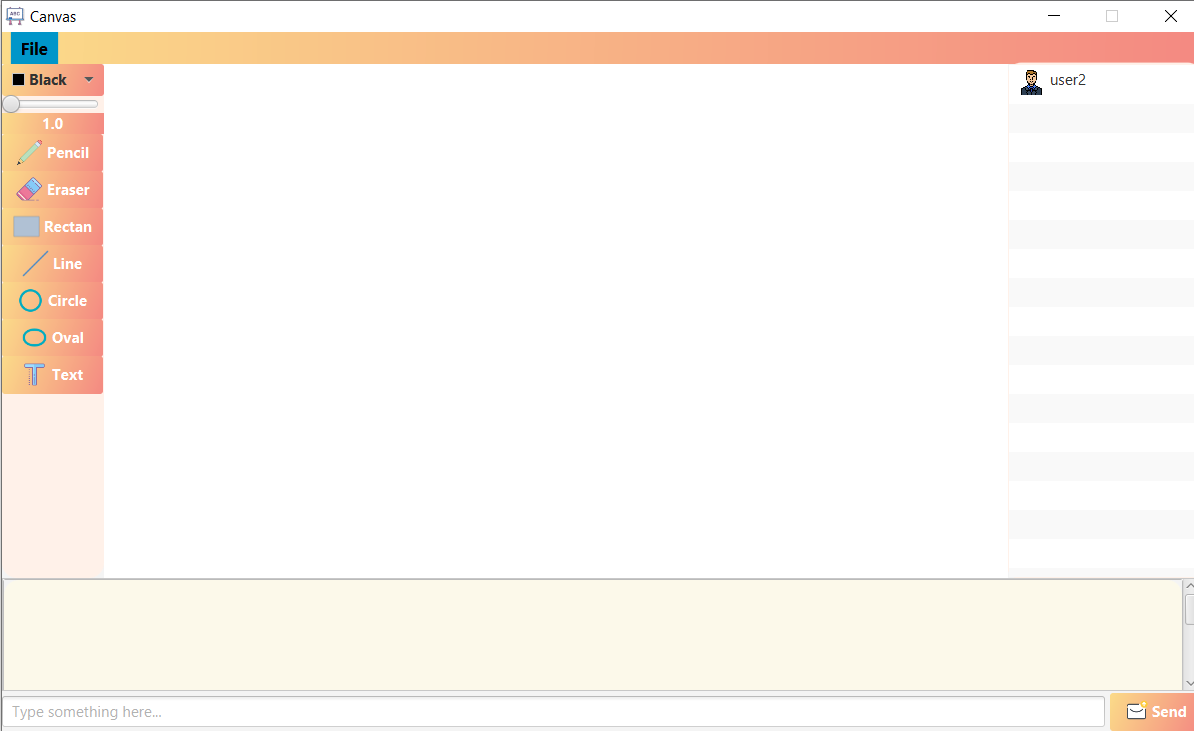 Canvas
File
Black
user2
1.0
Pencil
Eraser
Rectan
Line
Circle
Oval
Text
Type something here...
Send